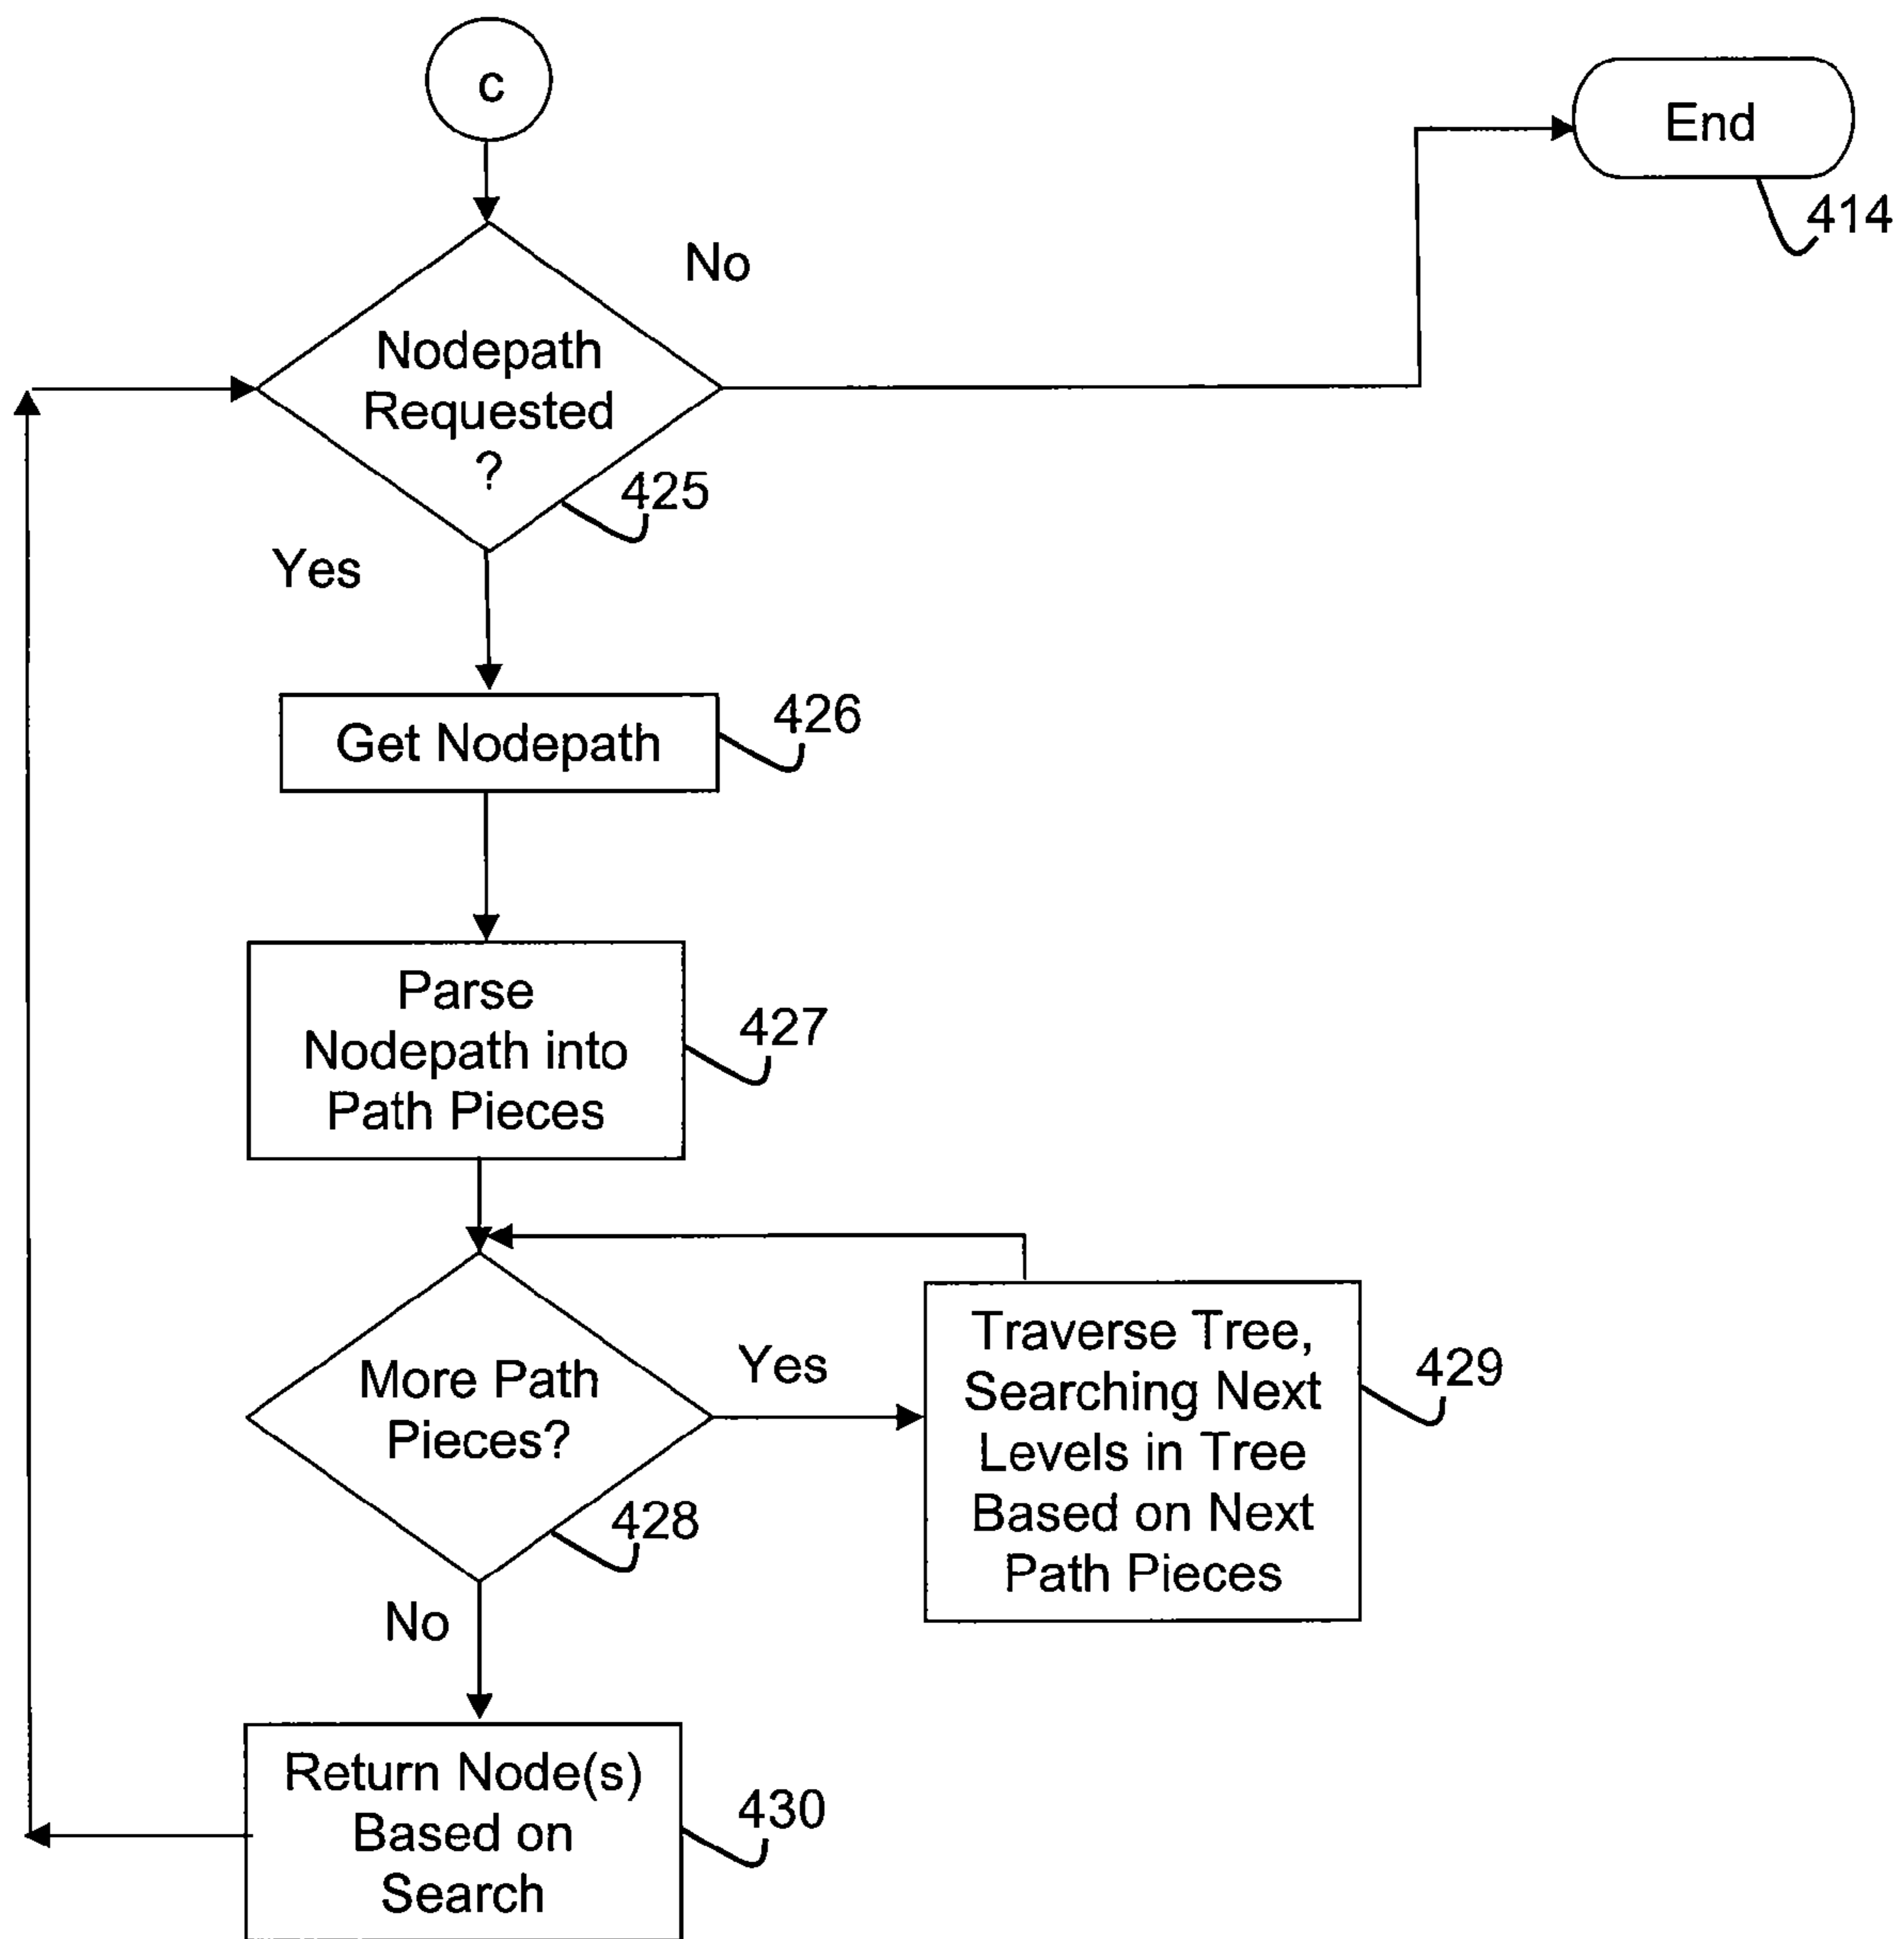 c
End
414
No
Nodepath
Requested
?
425
Yes
Get Nodepath
426
Parse
Nodepath into
Path Pieces
427
More Path
Pieces?
428
Yes
Traverse Tree,
Searching Next
Levels in Tree
Based on Next
Path Pieces
429
No
Return Node(s)
Based on
Search
430